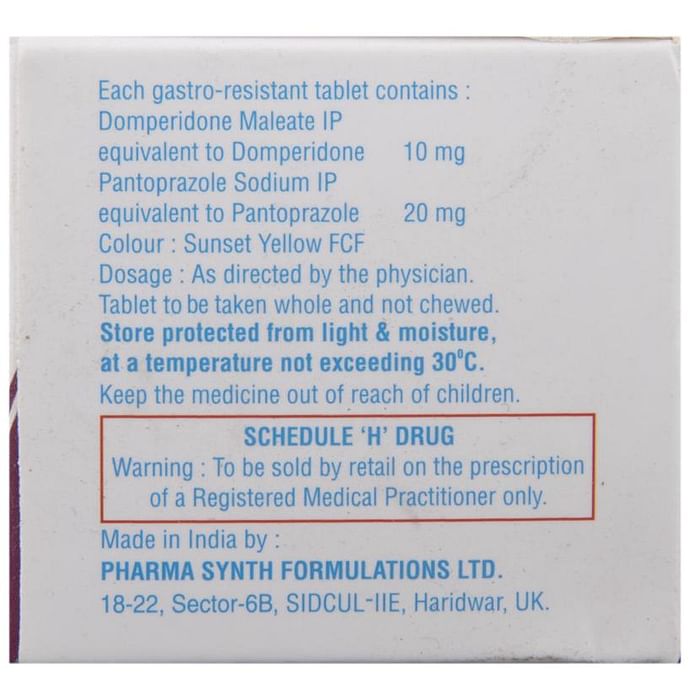 Each gastro-resistant tablet contains :
Domperidone Maleate IP
equivalent to Domperidone 10 mg
Pantoprazole Sodium IP
equivalent to Pantoprazole 20 mg
Colour : Sunset Yellow FCF
Dosage : As directed by the physician.
Tablet to be taken whole and not chewed.
Store protected from light & moisture,
at a temperature not exceeding 30⁰C.
Keep the medicine out of reach of children.
SCHEDULE ‘H’ DRUG
Warning : To be sold by retail on the prescription
of a Registered Medical Practitioner only.
Made in India by :
PHARMA SYNTH FORMULATIONS LTD.
18-22, Sector-6B, SIDCUL-IIE, Haridwar, UK.